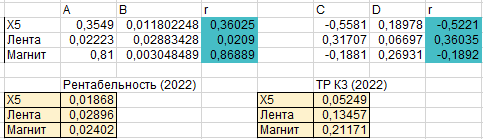 A B r C D r
X5 0,3549 0,011802248 0,36025 -0,5581 0,18978 -0,5221
Лента 0,02223 0,02883428 0,0209 0,31707 0,06697 0,36035
Магнит 0,81 0,003048489 0,86889 -0,1881 0,26931 -0,1892
Рентабельность (2022) ТР КЗ (2022)
X5 0,01868 X5 0,05249
Лента 0,02896 Лента 0,13457
Магнит 0,02402 Магнит 0,21171